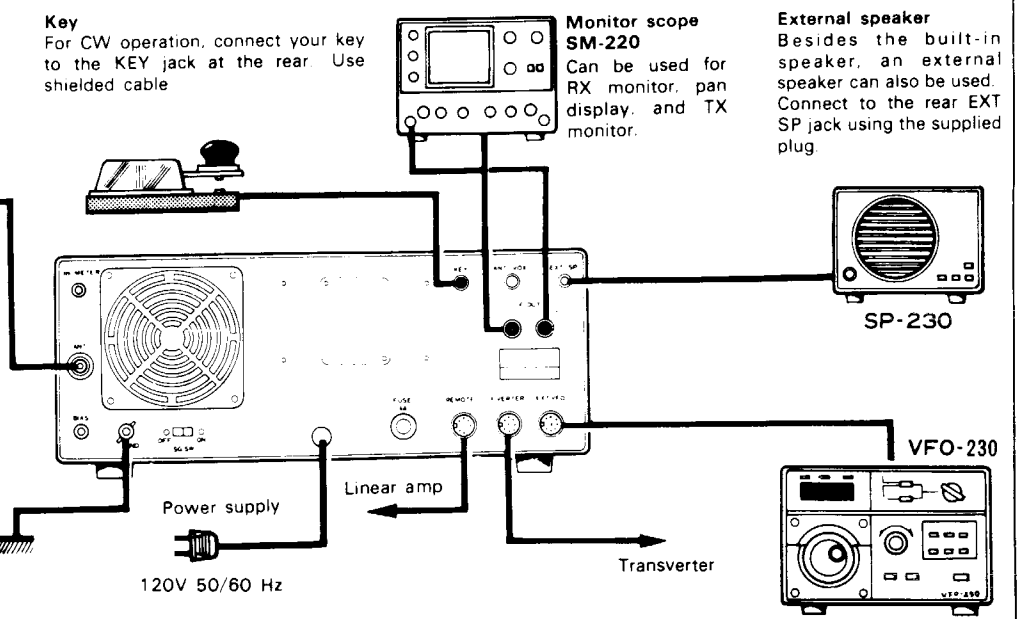 Key
For CW operation, connect your key
to the KEY jack at the rear. Use
shielded cable
Monitor scope
SM-220
Can be used for
RX monitor, pan
display, and TX
monitor.
External speaker
Besides the built-in
speaker, an external
speaker can also be used.
Connect to the rear EXT
SP jack using the supplied
plug.
METER
KEY
ANT VOX
EXT SP
OUT
SP-230
ANT
FUSE
REMOTE
BIAS
OFF
ON
SG SW
VFO-230
Linear amp
Power supply
120V 50/60 Hz
Transverter